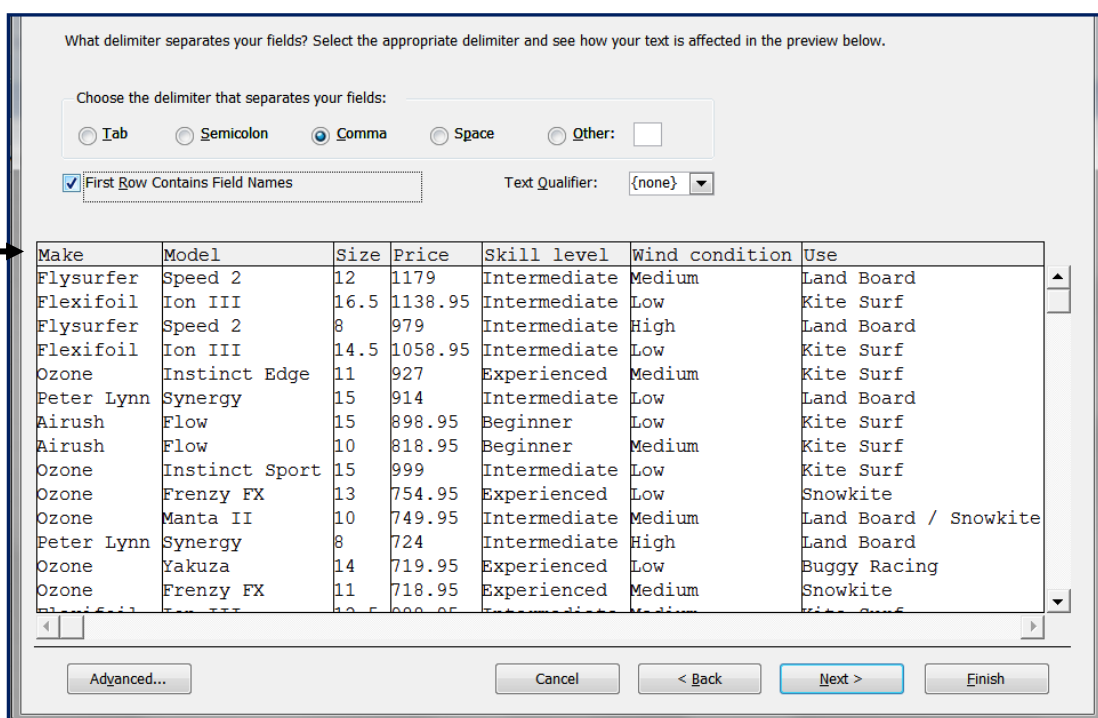 What delimiter separates your fields? Select the appropriate delimiter and see how your text is affected in the preview below.
Choose the delimiter that separates your fields:
Tab Semicolon Comma Space Other:
First Row Contains Field Names Text Qualifier: {none}
Make Model Size Price Skill level Wind condition Use
Flysurfer Speed 2 12 1179 Intermediate Medium Land Board
Flexifoil Ion III 16.5 1138.95 Intermediate Low Kite Surf
Flysurfer Speed 2 8 979 Intermediate High Land Board
Flexifoil Ion III 14.5 1058.95 Intermediate Low Kite Surf
Ozone Instinct Edge 11 927 Experienced Medium Kite Surf
Peter Lynn Synergy 15 914 Intermediate Low Land Board
Airush Flow 15 898.95 Beginner Low Kite Surf
Airush Flow 10 818.95 Beginner Medium Kite Surf
Ozone Instinct Sport 15 999 Intermediate Low Kite Surf
Ozone Frenzy FX 13 754.95 Experienced Low Snowkite
Ozone Manta II 10 749.95 Intermediate Medium Land Board / Snowkite
Peter Lynn Synergy 8 724 Intermediate High Land Board
Ozone Yakuza 14 719.95 Experienced Low Buggy Racing
Ozone Frenzy FX 11 718.95 Experienced Medium Snowkite
Advanced... Cancel < Back Next > Finish